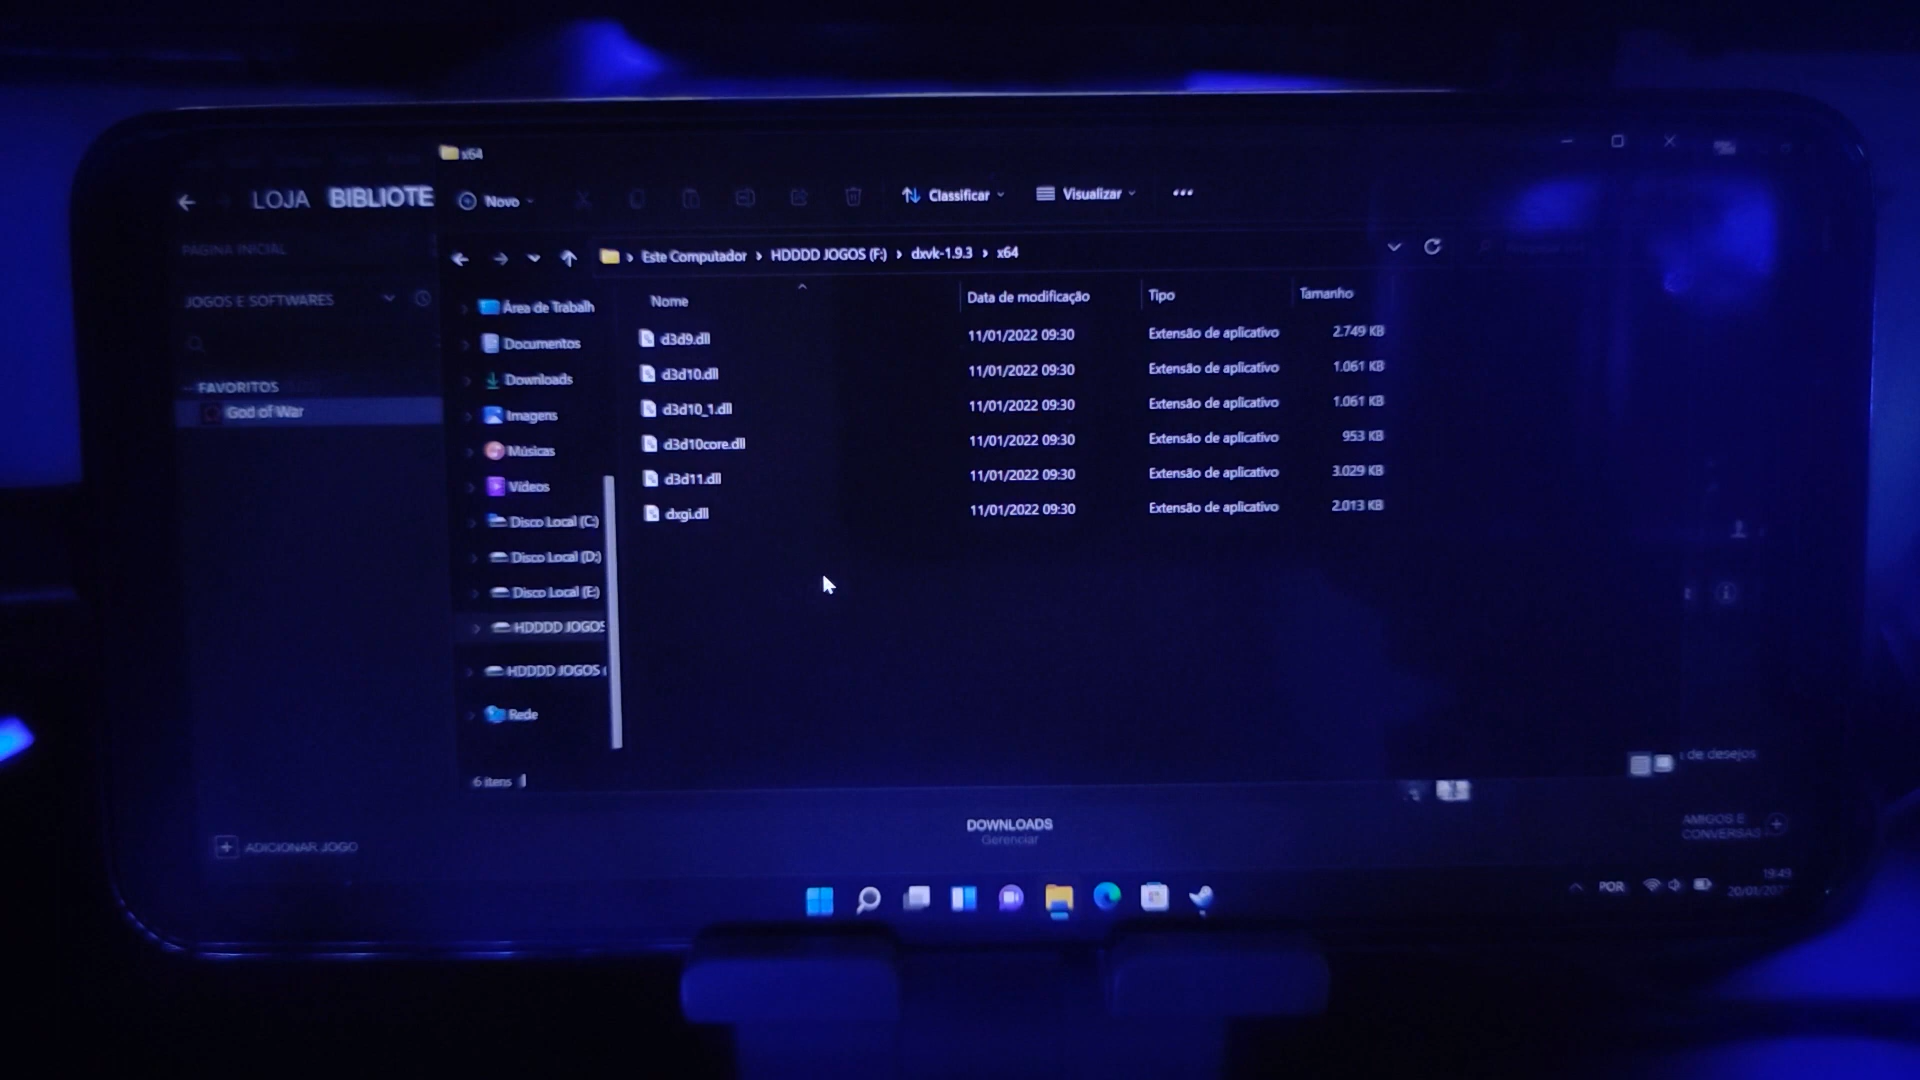 x64
LOJA BIBLIOTE
Novo
Classificar
Visualizar
PÁGINA INICIAL
Este Computador › HDDDD JOGOS (F:) › dxvk-1.9.3 › x64
JOGOS E SOFTWARES
FAVORITOS
God of War
Área de Trabalh
Documentos
Downloads
Imagens
Músicas
Vídeos
Disco Local (C:)
Disco Local (D:)
Disco Local (E:)
HDDDD JOGOS
HDDDD JOGOS (
Rede
Nome Data de modificação Tipo Tamanho
d3d9.dll 11/01/2022 09:30 Extensão de aplicativo 2.749 KB
d3d10.dll 11/01/2022 09:30 Extensão de aplicativo 1.061 KB
d3d10_1.dll 11/01/2022 09:30 Extensão de aplicativo 1.061 KB
d3d10core.dll 11/01/2022 09:30 Extensão de aplicativo 953 KB
d3d11.dll 11/01/2022 09:30 Extensão de aplicativo 3.029 KB
dxgi.dll 11/01/2022 09:30 Extensão de aplicativo 2.013 KB
6 itens
de desejos
ADICIONAR JOGO
DOWNLOADS
Gerenciar
AMIGOS E
CONVERSAS
POR
19:49